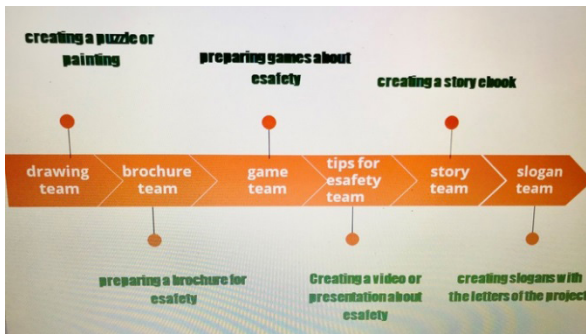 creating a puzzle or
painting
preparing games about
esafety
creating a story ebook
drawing
team
brochure
team
game
team
tips for
esafety
team
story
team
slogan
team
preparing a brochure for
esafety
Creating a video or
presentation about
esafety
creating slogans with
the letters of the project